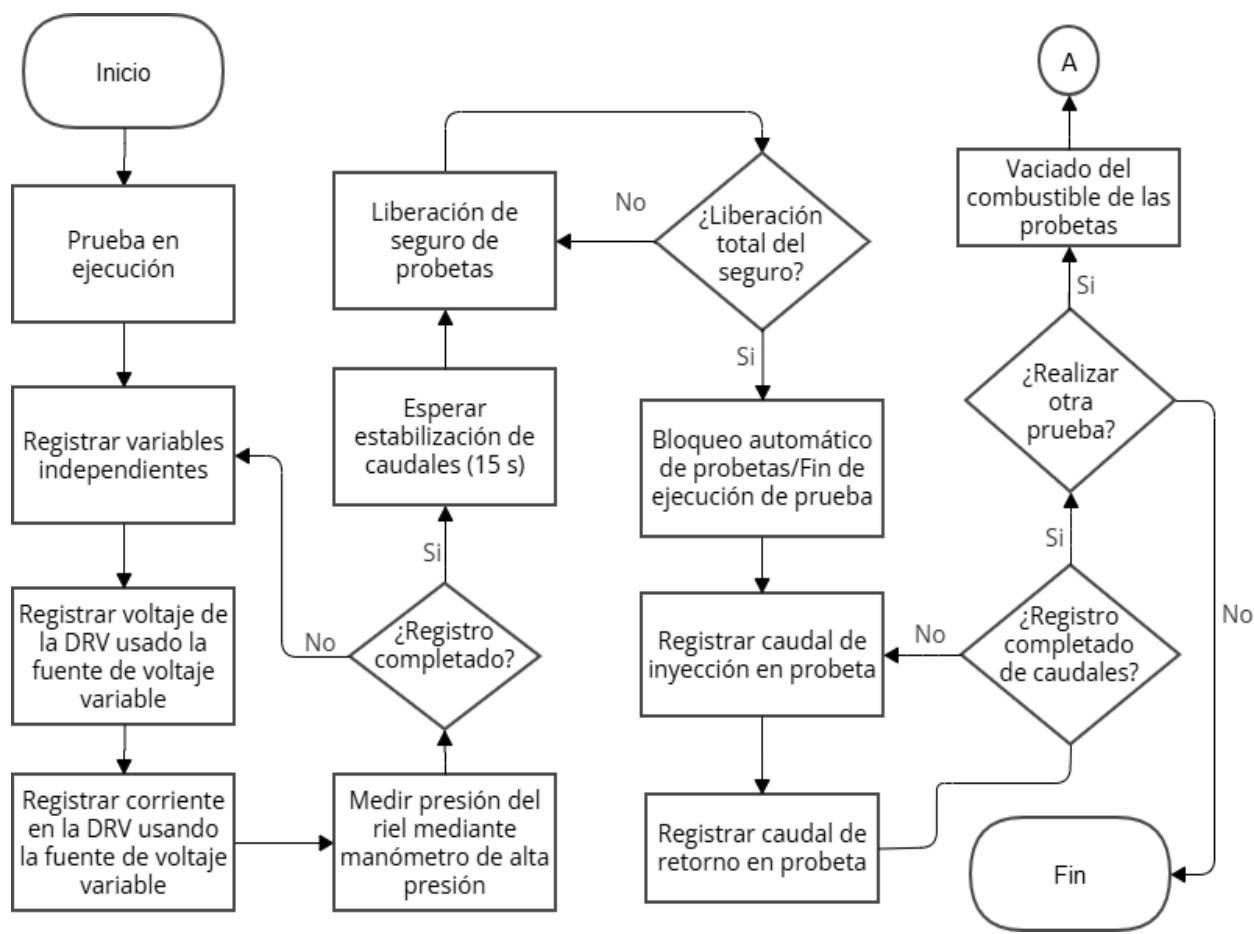 Inicio
Prueba en
ejecución
Registrar variables
independientes
Registrar voltaje de
la DRV usado la
fuente de voltaje
variable
Registrar corriente
en la DRV usando
la fuente de voltaje
variable
Medir presión del
riel mediante
manómetro de alta
presión
¿Registro
completado?
No
Si
Esperar
estabilización de
caudales (15 s)
Liberación de
seguro de
probetas
¿Liberación
total del
seguro?
No
Si
Bloqueo automático
de probetas/Fin de
ejecución de prueba
Registrar caudal de
inyección en probeta
Registrar caudal de
retorno en probeta
¿Registro
completado
de caudales?
No
Si
¿Realizar
otra
prueba?
Si
No
Vaciado del
combustible de las
probetas
A
Fin